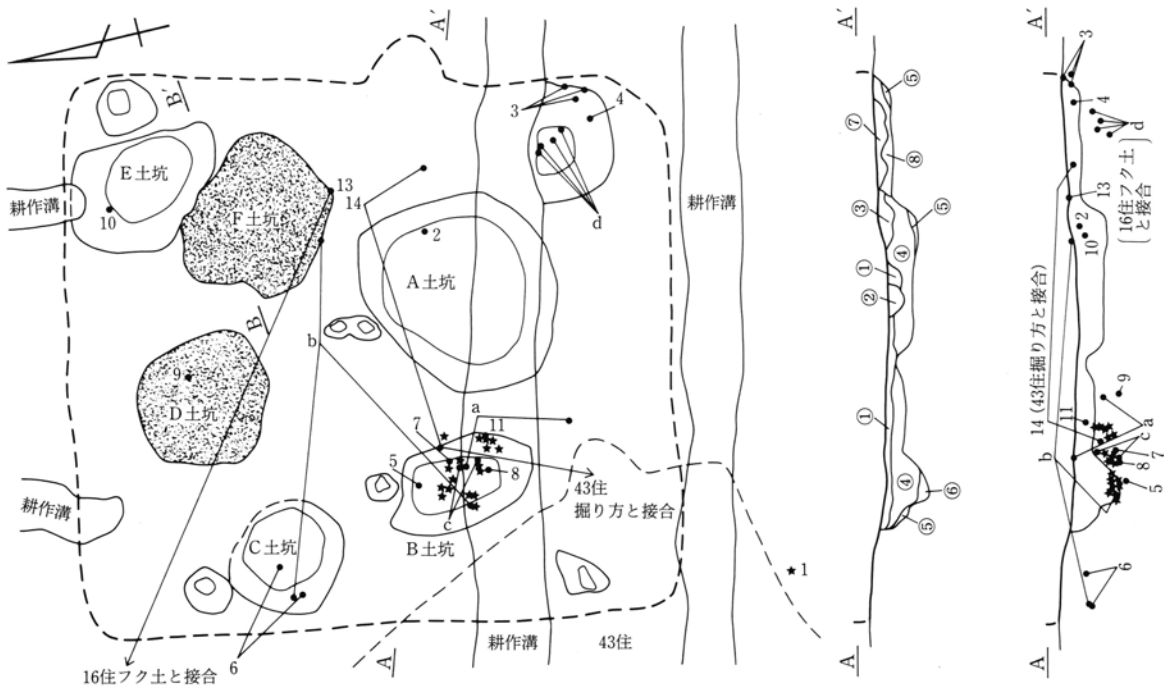 A′
B′
E土坑
耕作溝
10
F土坑
13
14
2
3
4
d
A土坑
耕作溝
B
b
9
D土坑
a
7
11
5
8
c
B土坑
43住
掘り方と接合
耕作溝
C土坑
6
16住フク土と接合
A
耕作溝
43住
1
A′
⑤
⑦
⑧
③
⑤
④
①
②
①
④
⑥
⑤
A
A′
3
4
d
16住フク土
と接合
13
2
10
14(43住掘り方と接合)
11
9
a
c
b
7
8
5
6
A